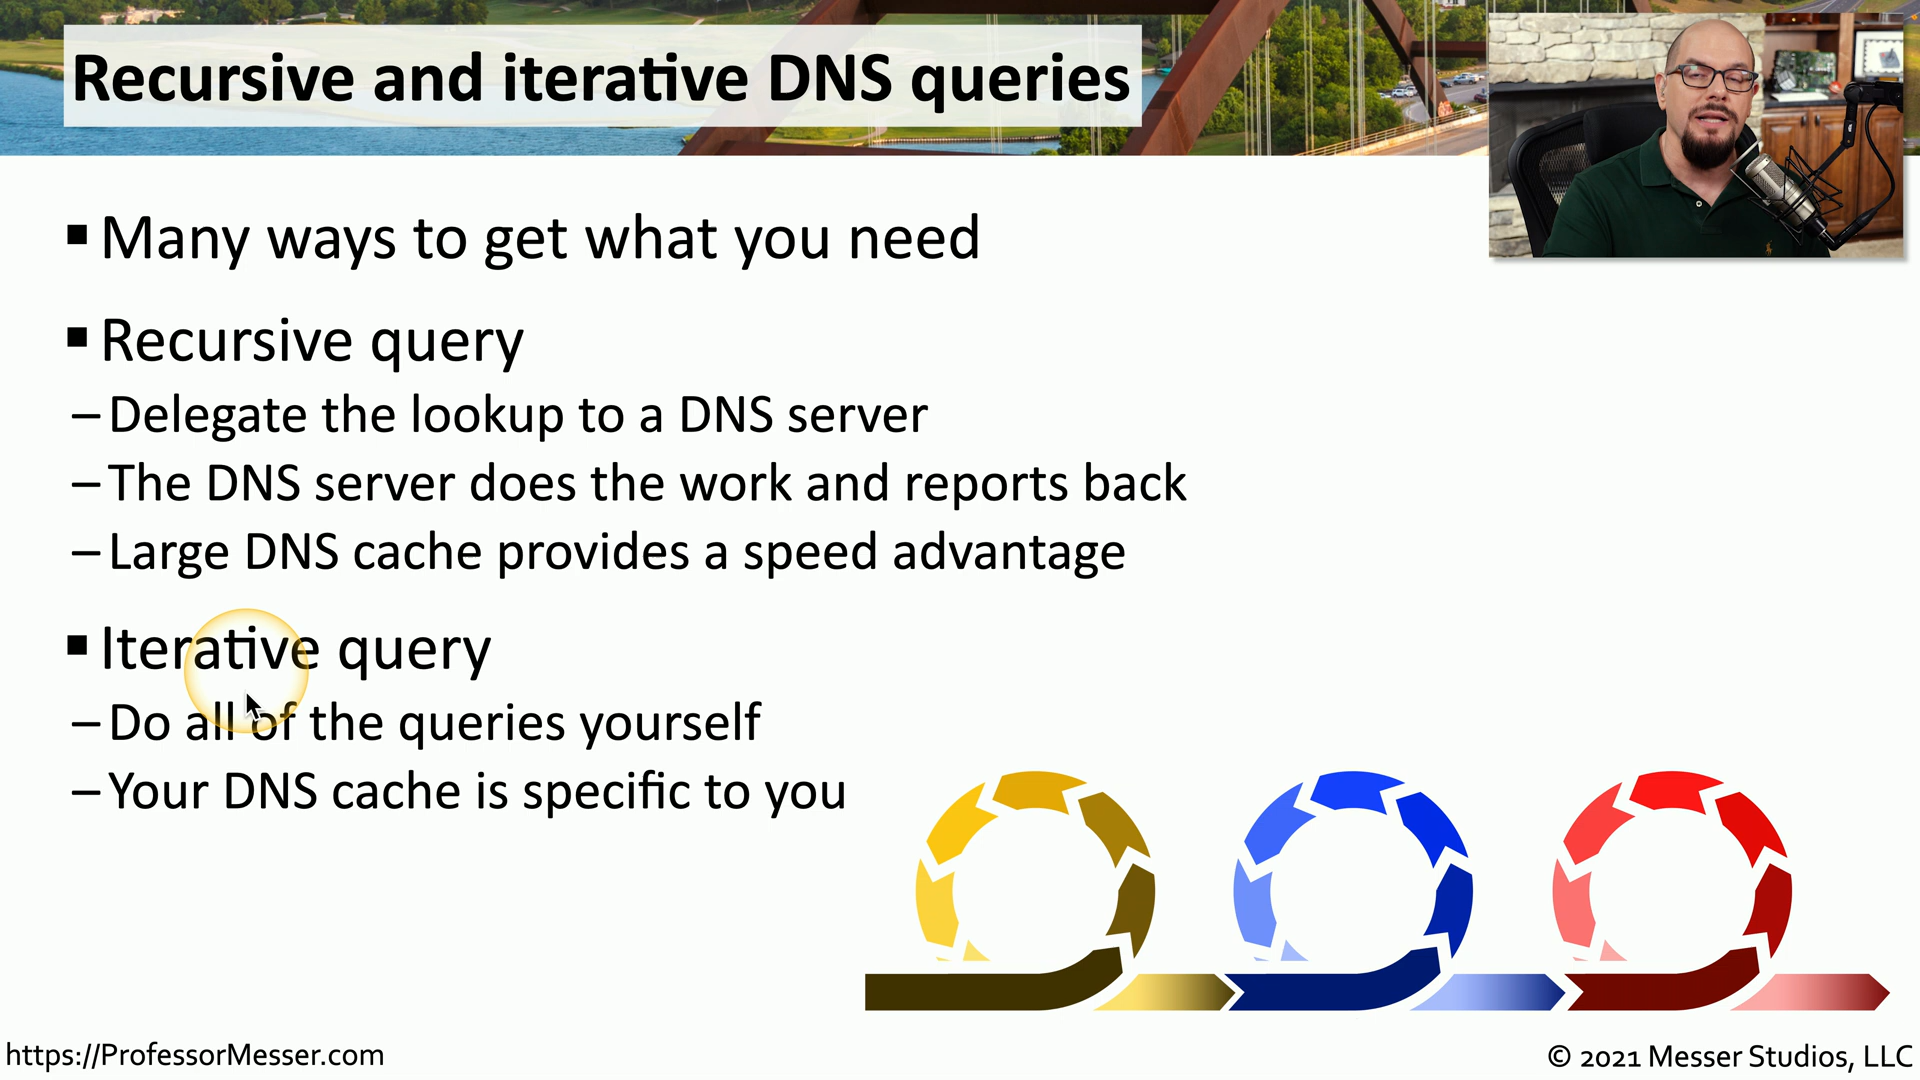 Recursive and iterative DNS queries
▪ Many ways to get what you need
▪ Recursive query
– Delegate the lookup to a DNS server
– The DNS server does the work and reports back
– Large DNS cache provides a speed advantage
▪ Iterative query
– Do all of the queries yourself
– Your DNS cache is specific to you
https://ProfessorMesser.com
© 2021 Messer Studios, LLC